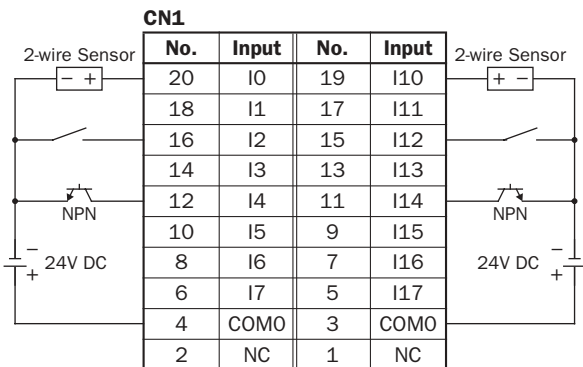 CN1
2-wire Sensor No. Input No. Input 2-wire Sensor
− + 20 I0 19 I10 + −
18 I1 17 I11
16 I2 15 I12
14 I3 13 I13
12 I4 11 I14
NPN NPN
10 I5 9 I15
− −
24V DC 8 I6 7 I16 24V DC
+ +
6 I7 5 I17
4 COM0 3 COM0
2 NC 1 NC